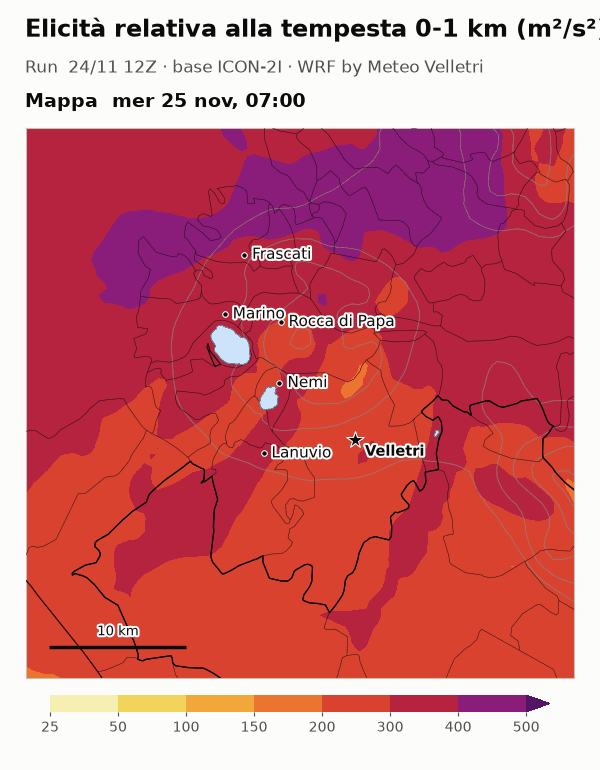 Elicità relativa alla tempesta 0-1 km (m²/s²)
Run  24/11 12Z · base ICON-2I · WRF by Meteo Velletri
Mappa  mer 25 nov, 07:00
Frascati
Marino
Rocca di Papa
Nemi
Velletri
Lanuvio
10 km
25 50 100 150 200 300 400 500